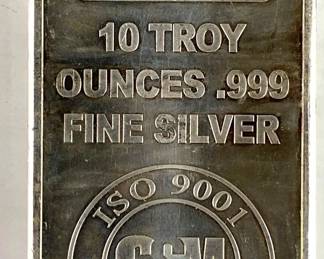 10 TROY
OUNCES .999
FINE SILVER
ISO 9001